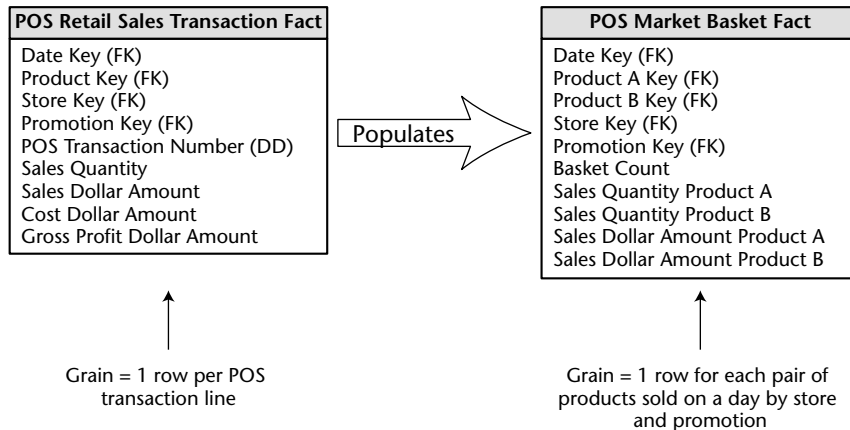 POS Retail Sales Transaction Fact
Date Key (FK)
Product Key (FK)
Store Key (FK)
Promotion Key (FK)
POS Transaction Number (DD)
Sales Quantity
Sales Dollar Amount
Cost Dollar Amount
Gross Profit Dollar Amount
Populates
POS Market Basket Fact
Date Key (FK)
Product A Key (FK)
Product B Key (FK)
Store Key (FK)
Promotion Key (FK)
Basket Count
Sales Quantity Product A
Sales Quantity Product B
Sales Dollar Amount Product A
Sales Dollar Amount Product B
Grain = 1 row per POS
transaction line
Grain = 1 row for each pair of
products sold on a day by store
and promotion